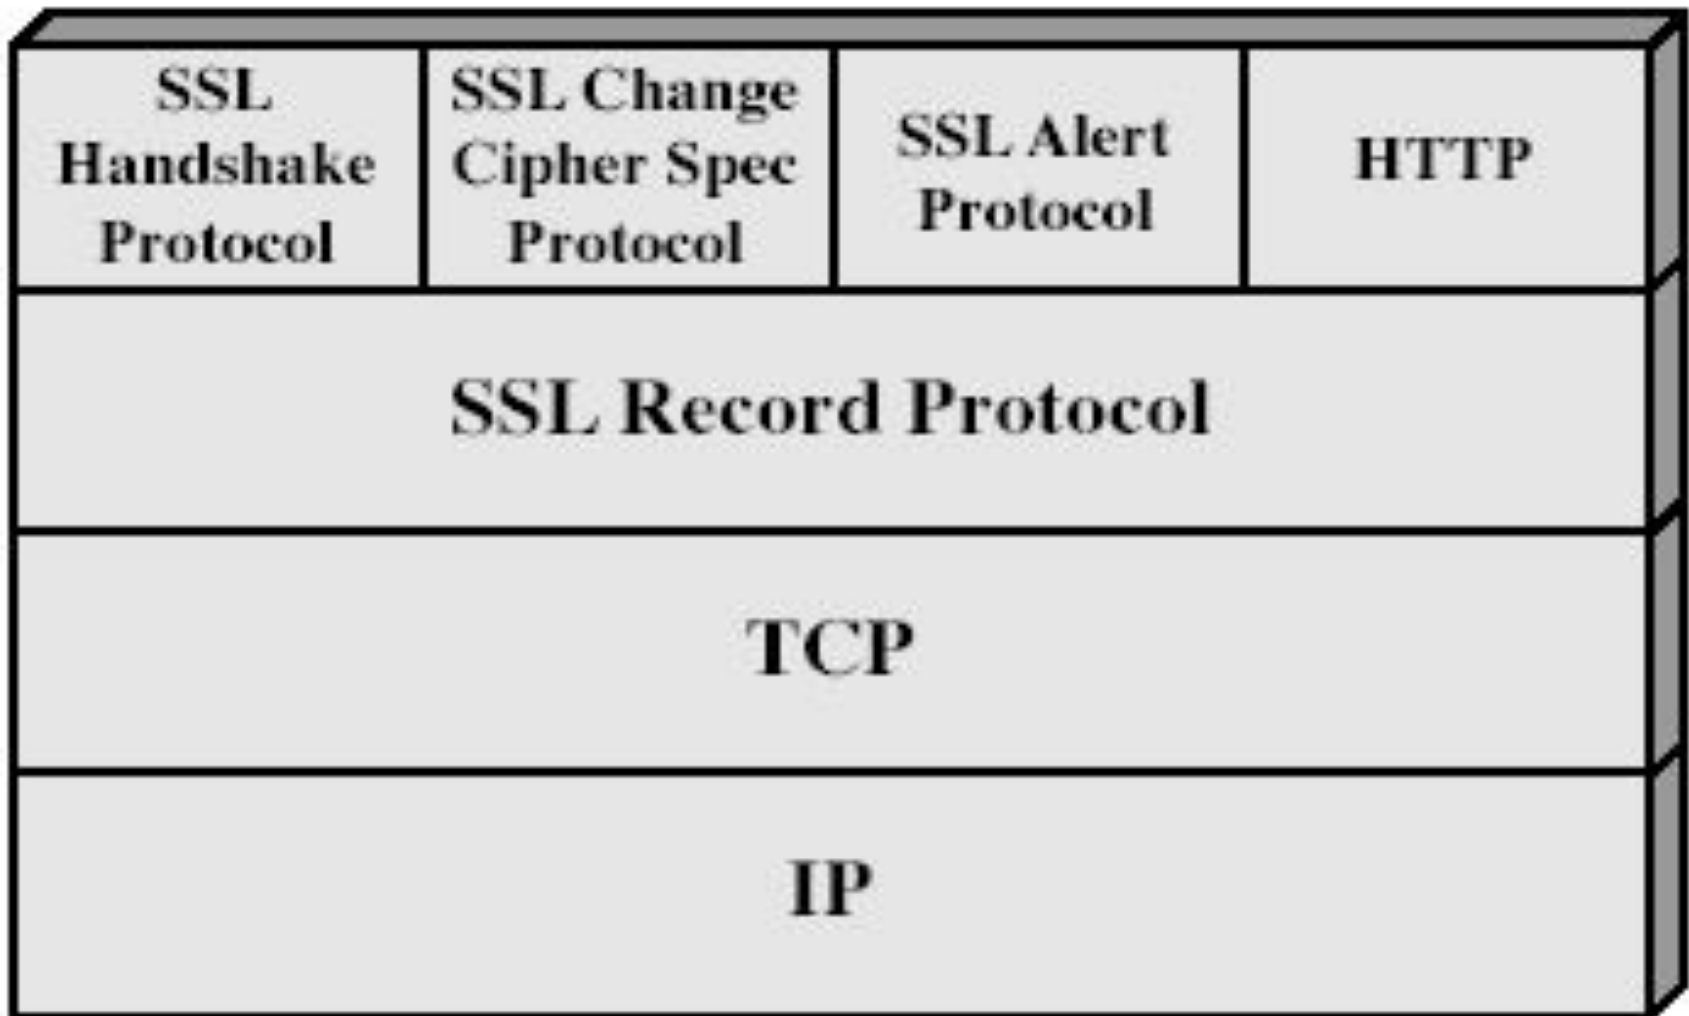 SSL
Handshake
Protocol
SSL Change
Cipher Spec
Protocol
SSL Alert
Protocol
HTTP
SSL Record Protocol
TCP
IP